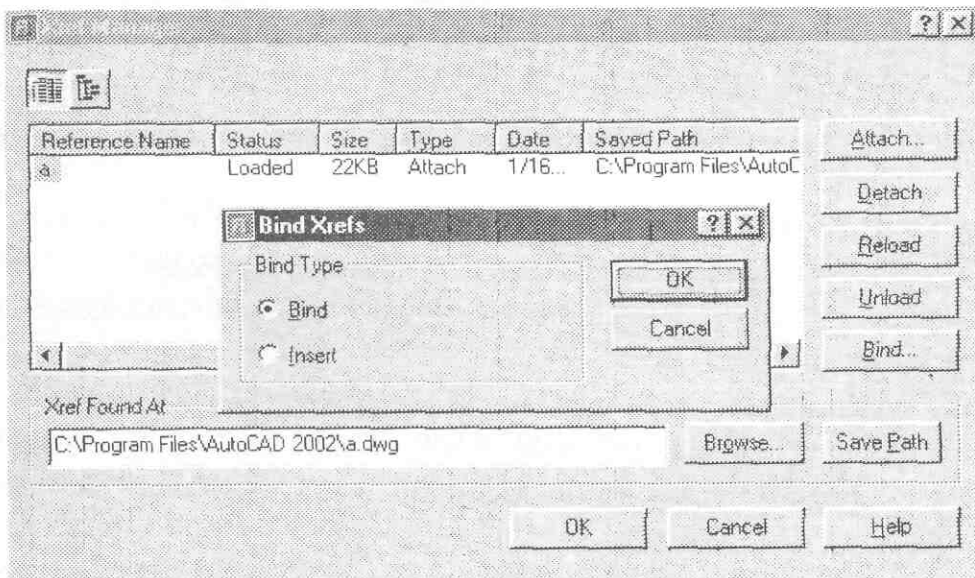 Xref Manager
Reference Name Status Size Type Date Saved Path
a Loaded 22KB Attach 1/16... C:\Program Files\AutoC
Attach...
Detach
Reload
Unload
Bind...
Bind Xrefs
Bind Type
Bind
Insert
OK
Cancel
Xref Found At
C:\Program Files\AutoCAD 2002\a.dwg
Browse...
Save Path
OK
Cancel
Help